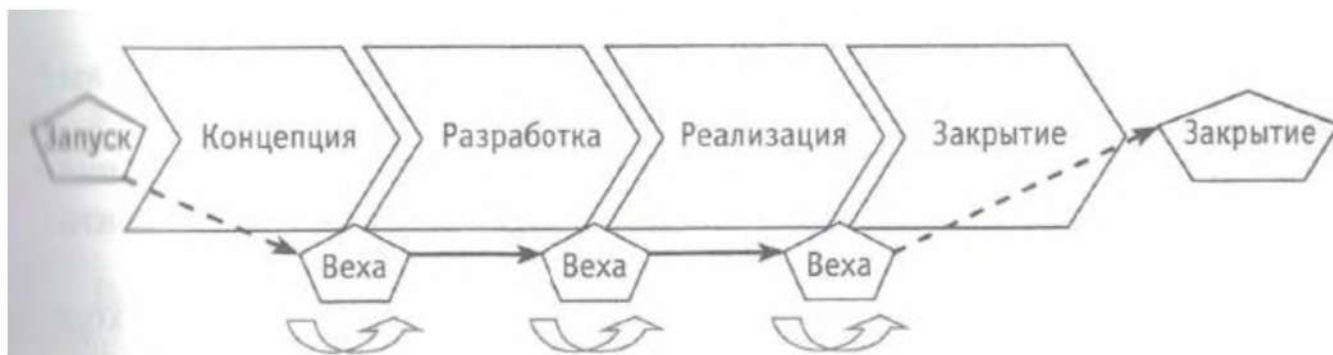 Запуск
Концепция
Разработка
Реализация
Закрытие
Закрытие
Веха
Веха
Веха